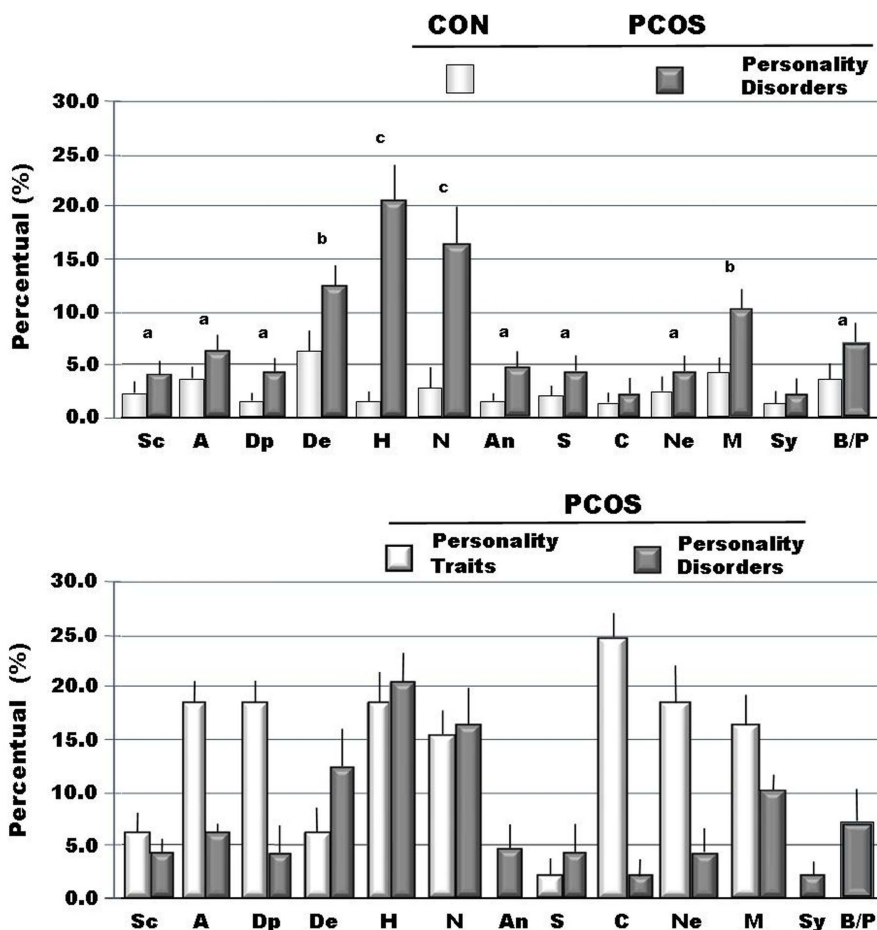 CON PCOS
Personality
Disorders
30.0
25.0
20.0
15.0
10.0
5.0
0.0
Percentual (%)
a a a b c c a a a b a
Sc A Dp De H N An S C Ne M Sy B/P
PCOS
Personality
Traits
Personality
Disorders
30.0
25.0
20.0
15.0
10.0
5.0
0.0
Percentual (%)
Sc A Dp De H N An S C Ne M Sy B/P